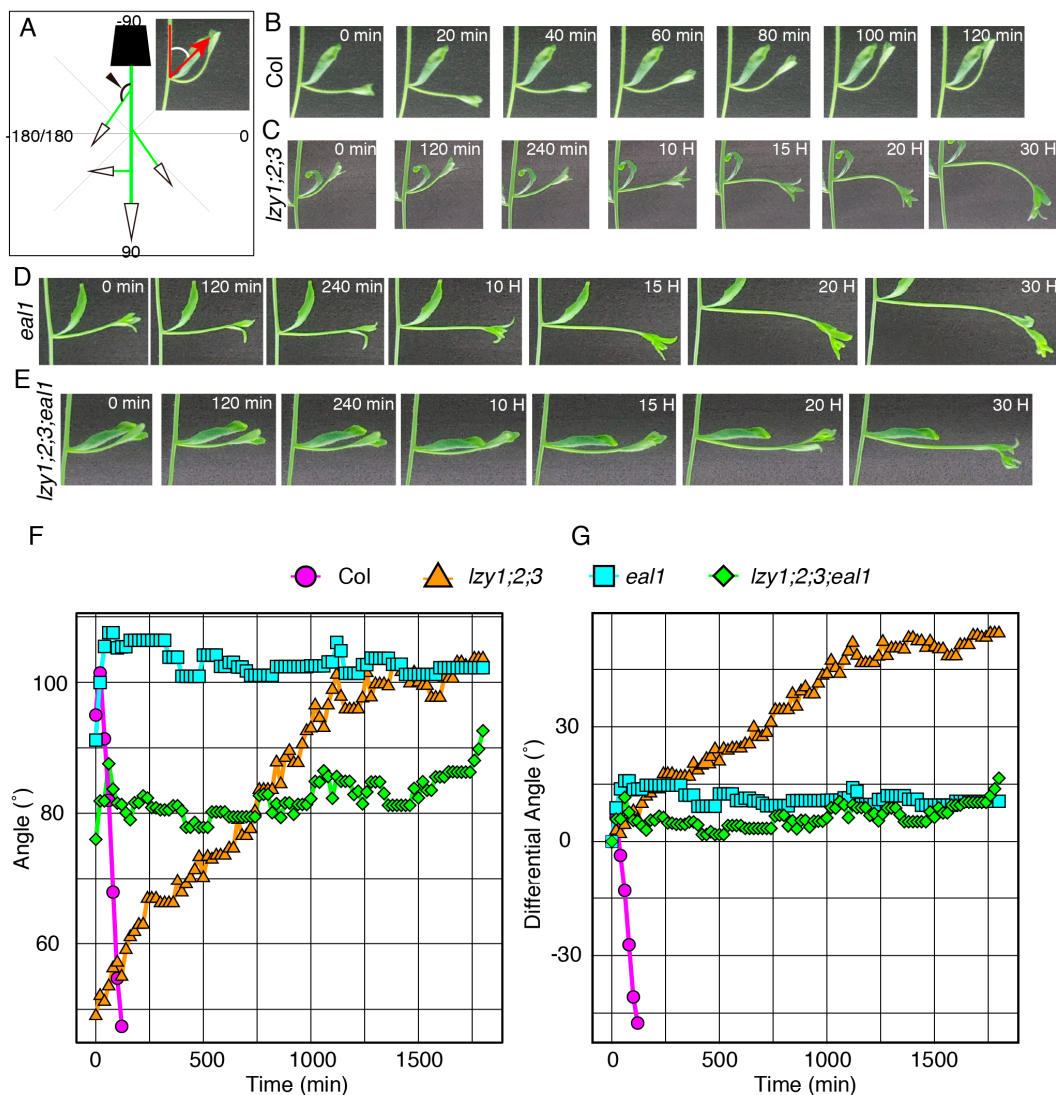 A
-90
-180/180
0
90
B
Col
0 min
20 min
40 min
60 min
80 min
100 min
120 min
C
lzy1;2;3
0 min
120 min
240 min
10 H
15 H
20 H
30 H
D
eal1
0 min
120 min
240 min
10 H
15 H
20 H
30 H
E
lzy1;2;3;eal1
0 min
120 min
240 min
10 H
15 H
20 H
30 H
F
G
Col
lzy1;2;3
eal1
lzy1;2;3;eal1
Angle (°)
100
80
60
0
500
1000
1500
Time (min)
Differential Angle (°)
30
0
-30
0
500
1000
1500
Time (min)